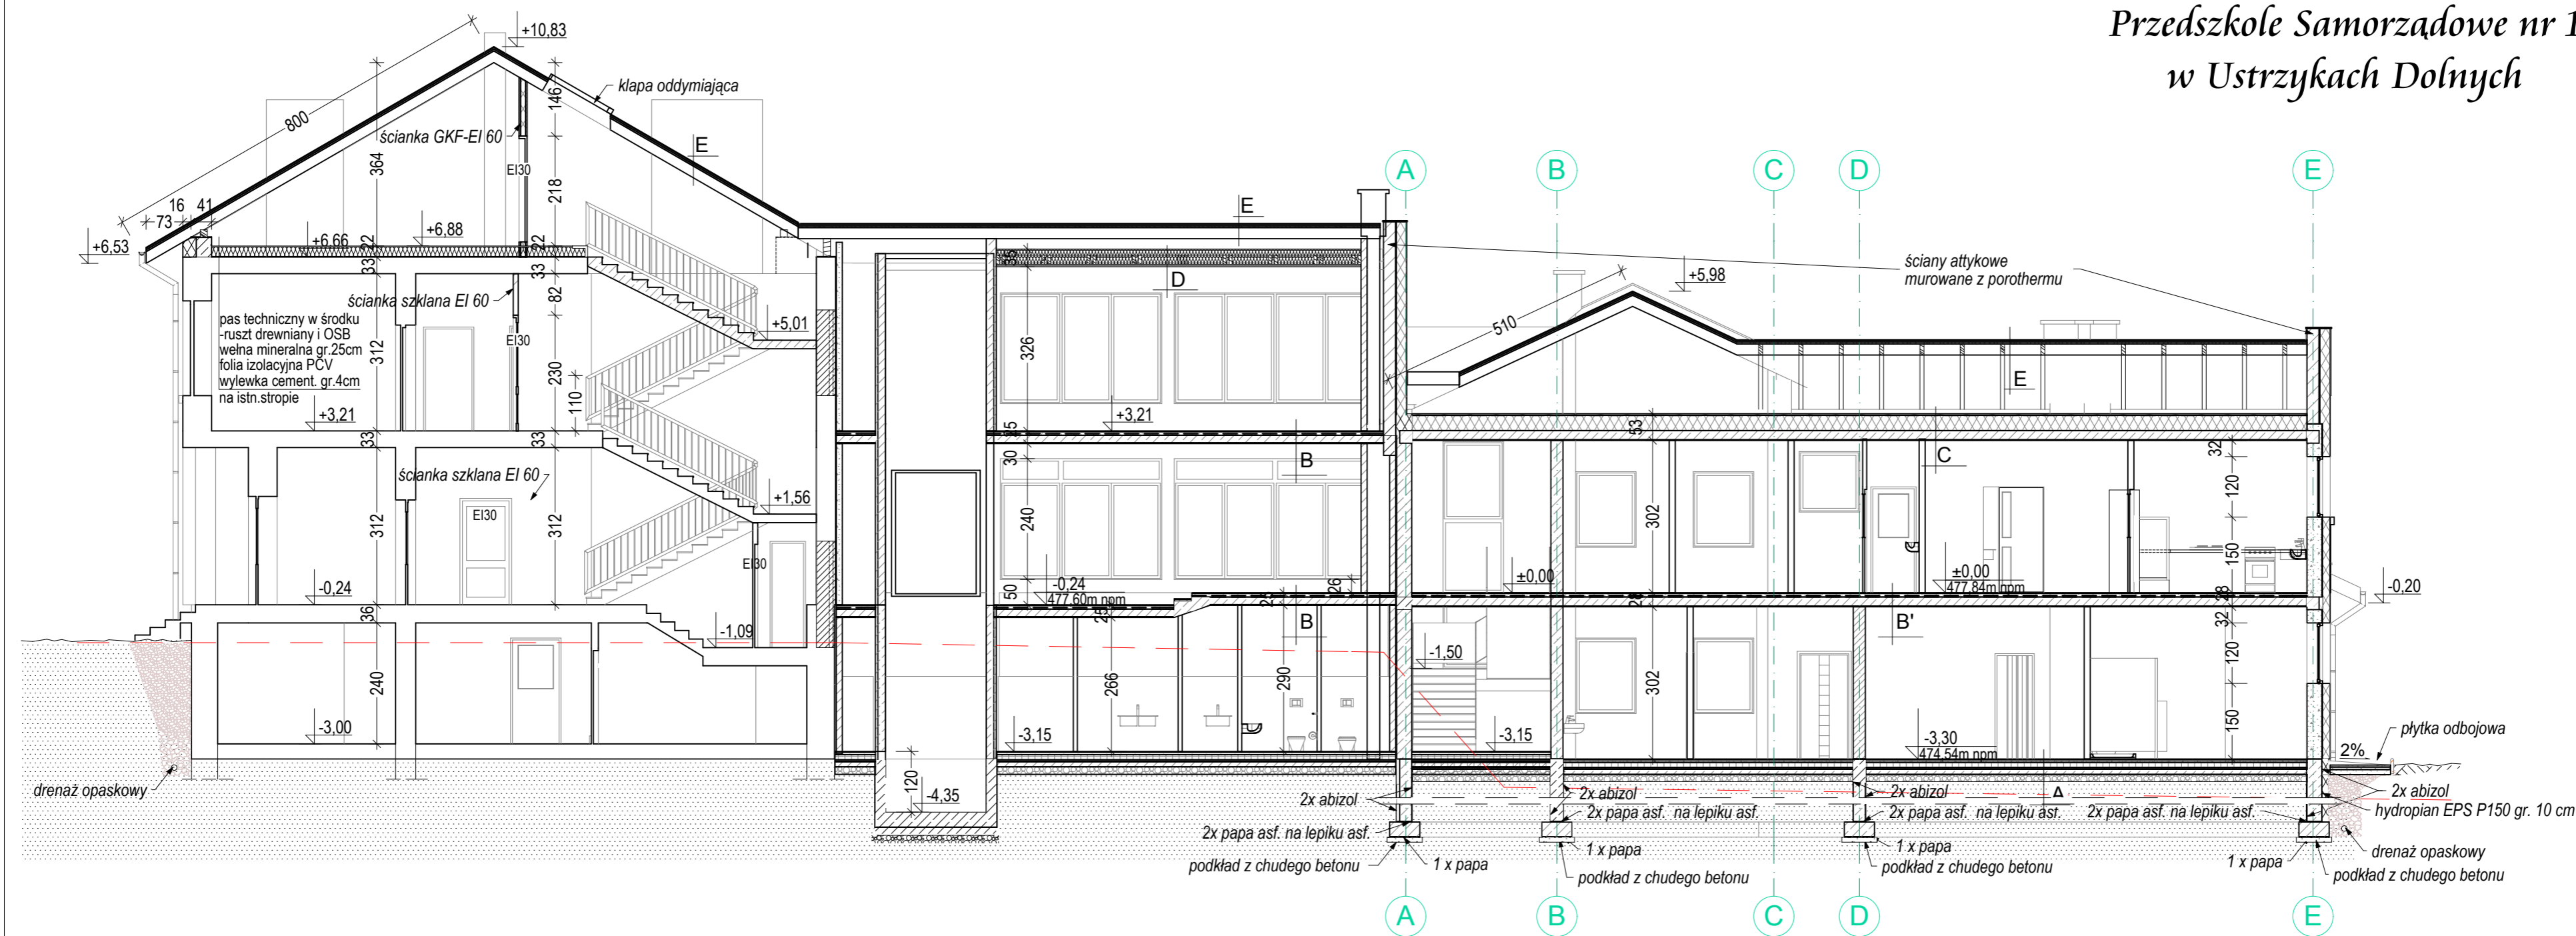 Przedszkole Samorządowe nr 1
w Ustrzykach Dolnych
+10,83
klapa oddymiająca
800
146
ścianka GKF-EI 60
E
364
EI30
218
A
B
C
D
E
16
41
73
+6,53
+6,66
+6,88
22
22
E
33
33
36
D
ściany attykowe
murowane z porothermu
+5,98
510
ścianka szklana EI 60
82
+5,01
EI30
pas techniczny w środku
-ruszt drewniany i OSB
wełna mineralna gr.25cm
folia izolacyjna PCV
wylewka cement. gr.4cm
na istn.stropie
312
230
110
326
E
+3,21
+3,21
33
33
53
30
B
C
32
ścianka szklana EI 60
+1,56
EI30
312
312
240
302
120
150
EI30
-0,24
50
-0,24
477.60m npm
26
±0,00
±0,00
477.84m npm
28
28
-0,20
36
25
B
B'
32
-1,09
-1,50
240
266
290
302
120
150
-3,00
-3,15
-3,15
-3,30
474,54m npm
płytka odbojowa
2%
drenaż opaskowy
120
-4,35
2x abizol
2x abizol
2x abizol
A
2x abizol
2x papa asf. na lepiku asf.
2x papa asf. na lepiku asf.
2x papa asf. na lepiku asf.
2x papa asf. na lepiku asf.
hydropian EPS P150 gr. 10 cm
podkład z chudego betonu
1 x papa
1 x papa
podkład z chudego betonu
1 x papa
podkład z chudego betonu
1 x papa
drenaż opaskowy
podkład z chudego betonu
A
B
C
D
E